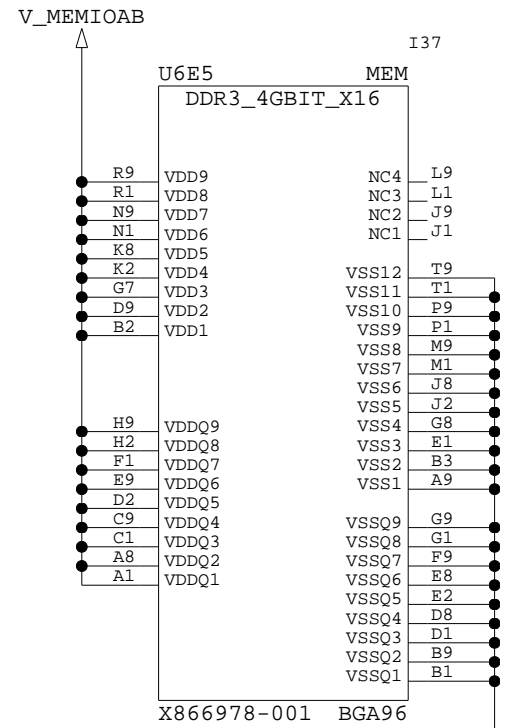 V_MEMIOAB
I37
U6E5 MEM
DDR3_4GBIT_X16
R9 VDD9 NC4 L9
R1 VDD8 NC3 L1
N9 VDD7 NC2 J9
N1 VDD6 NC1 J1
K8 VDD5
K2 VDD4 VSS12 T9
G7 VDD3 VSS11 T1
D9 VDD2 VSS10 P9
B2 VDD1 VSS9 P1
VSS8 M9
VSS7 M1
VSS6 J8
VSS5 J2
H9 VDDQ9 VSS4 G8
H2 VDDQ8 VSS3 E1
F1 VDDQ7 VSS2 B3
E9 VDDQ6 VSS1 A9
D2 VDDQ5
C9 VDDQ4 VSSQ9 G9
C1 VDDQ3 VSSQ8 G1
A8 VDDQ2 VSSQ7 F9
A1 VDDQ1 VSSQ6 E8
VSSQ5 E2
VSSQ4 D8
VSSQ3 D1
VSSQ2 B9
VSSQ1 B1
X866978-001 BGA96